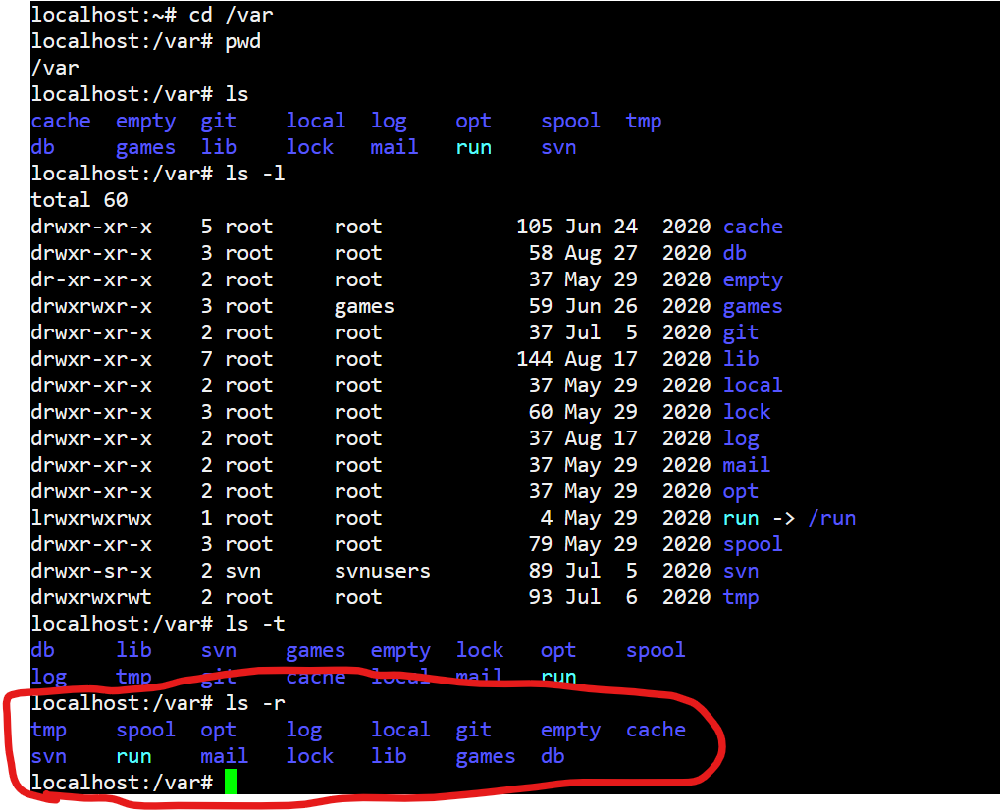 localhost:~# cd /var
localhost:/var# pwd
/var
localhost:/var# ls
cache empty git local log opt spool tmp
db games lib lock mail run svn
localhost:/var# ls -l
total 60
drwxr-xr-x 5 root root 105 Jun 24 2020 cache
drwxr-xr-x 3 root root 58 Aug 27 2020 db
dr-xr-xr-x 2 root root 37 May 29 2020 empty
drwxrwxr-x 3 root games 59 Jun 26 2020 games
drwxr-xr-x 2 root root 37 Jul 5 2020 git
drwxr-xr-x 7 root root 144 Aug 17 2020 lib
drwxr-xr-x 2 root root 37 May 29 2020 local
drwxr-xr-x 3 root root 60 May 29 2020 lock
drwxr-xr-x 2 root root 37 Aug 17 2020 log
drwxr-xr-x 2 root root 37 May 29 2020 mail
drwxr-xr-x 2 root root 37 May 29 2020 opt
lrwxrwxrwx 1 root root 4 May 29 2020 run -> /run
drwxr-xr-x 3 root root 79 May 29 2020 spool
drwxr-sr-x 2 svn svnusers 89 Jul 5 2020 svn
drwxrwxrwt 2 root root 93 Jul 6 2020 tmp
localhost:/var# ls -t
db lib svn games empty lock opt spool
log tmp git cache local mail run
localhost:/var# ls -r
tmp spool opt log local git empty cache
svn run mail lock lib games db
localhost:/var#